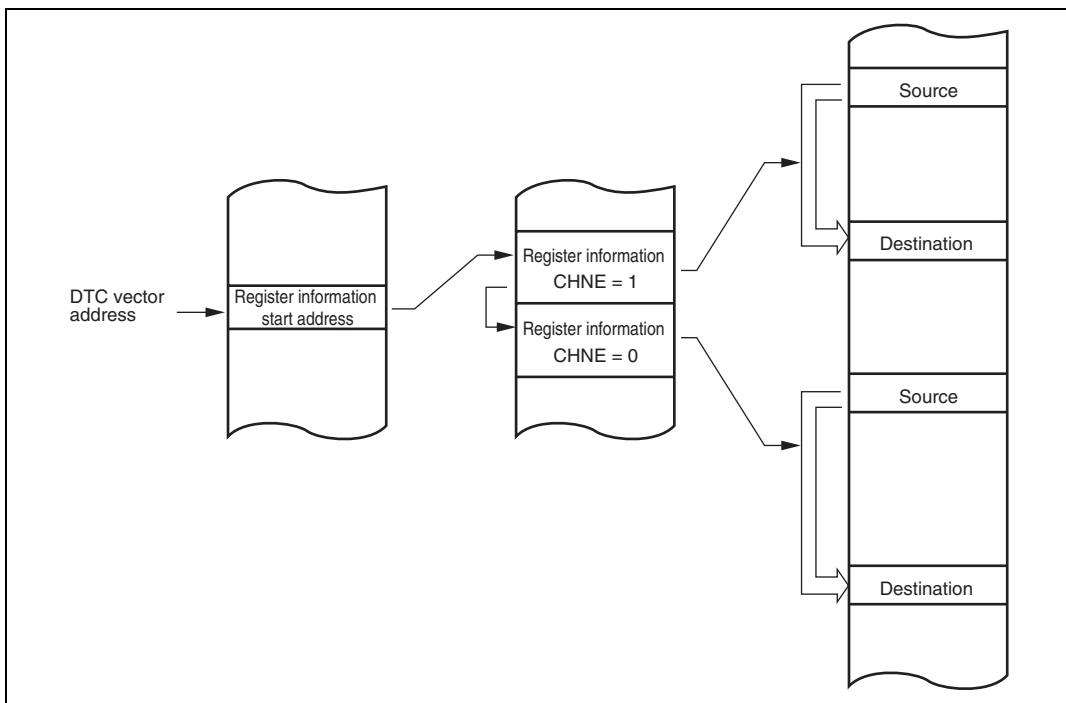 DTC vector
address
Register information
start address
Register information
CHNE = 1
Register information
CHNE = 0
Source
Destination
Source
Destination